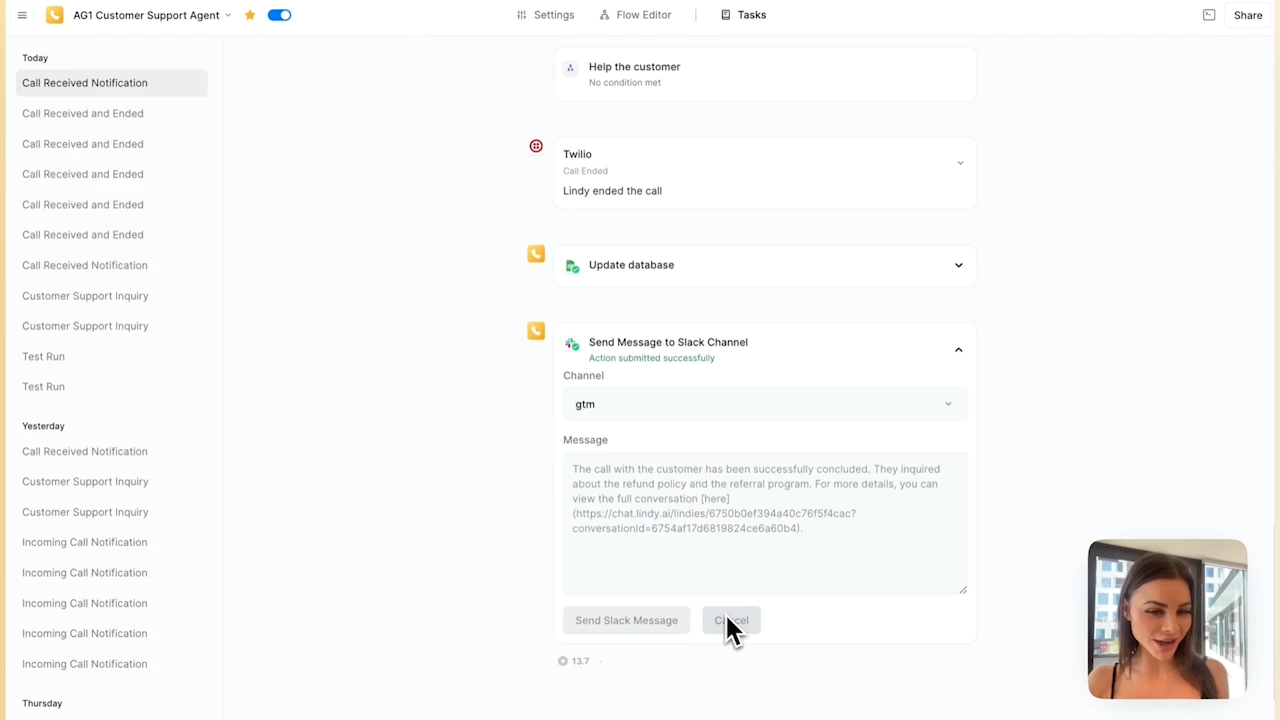 AG1 Customer Support Agent
Settings
Flow Editor
Tasks
Share
Today
Call Received Notification
Call Received and Ended
Call Received and Ended
Call Received and Ended
Call Received and Ended
Call Received and Ended
Call Received Notification
Customer Support Inquiry
Customer Support Inquiry
Test Run
Test Run
Yesterday
Call Received Notification
Customer Support Inquiry
Customer Support Inquiry
Incoming Call Notification
Incoming Call Notification
Incoming Call Notification
Incoming Call Notification
Incoming Call Notification
Thursday
Help the customer
No condition met
Twilio
Call Ended
Lindy ended the call
Update database
Send Message to Slack Channel
Action submitted successfully
Channel
gtm
Message
The call with the customer has been successfully concluded. They inquired
about the refund policy and the referral program. For more details, you can
view the full conversation [here]
(https://chat.lindy.ai/lindies/6750b0ef394a40c76f5f4cac?
conversationId=6754af17d6819824ce6a60b4).
Send Slack Message
Cancel
13.7